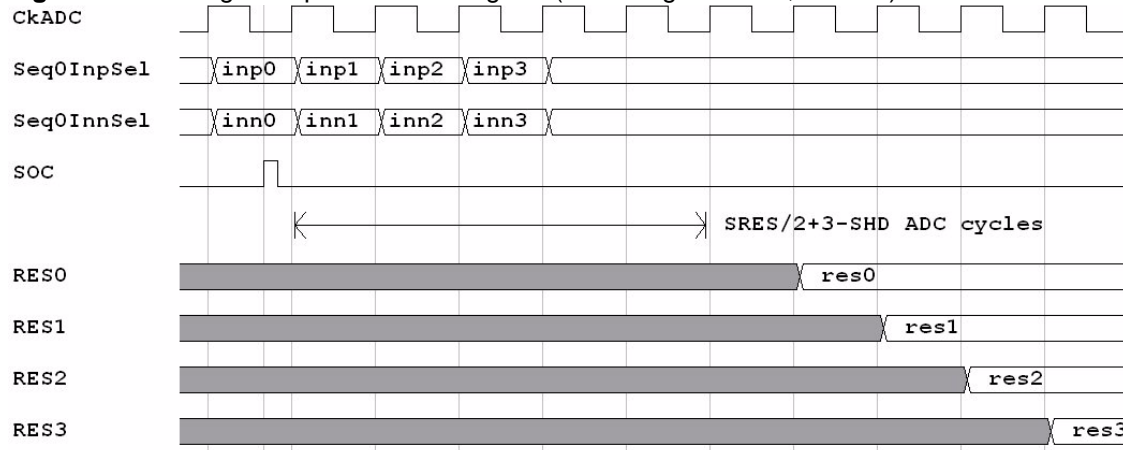 CkADC
Seq0InpSel inp0 inp1 inp2 inp3
Seq0InnSel inn0 inn1 inn2 inn3
SOC
SRES/2+3-SHD ADC cycles
RES0 res0
RES1 res1
RES2 res2
RES3 res3